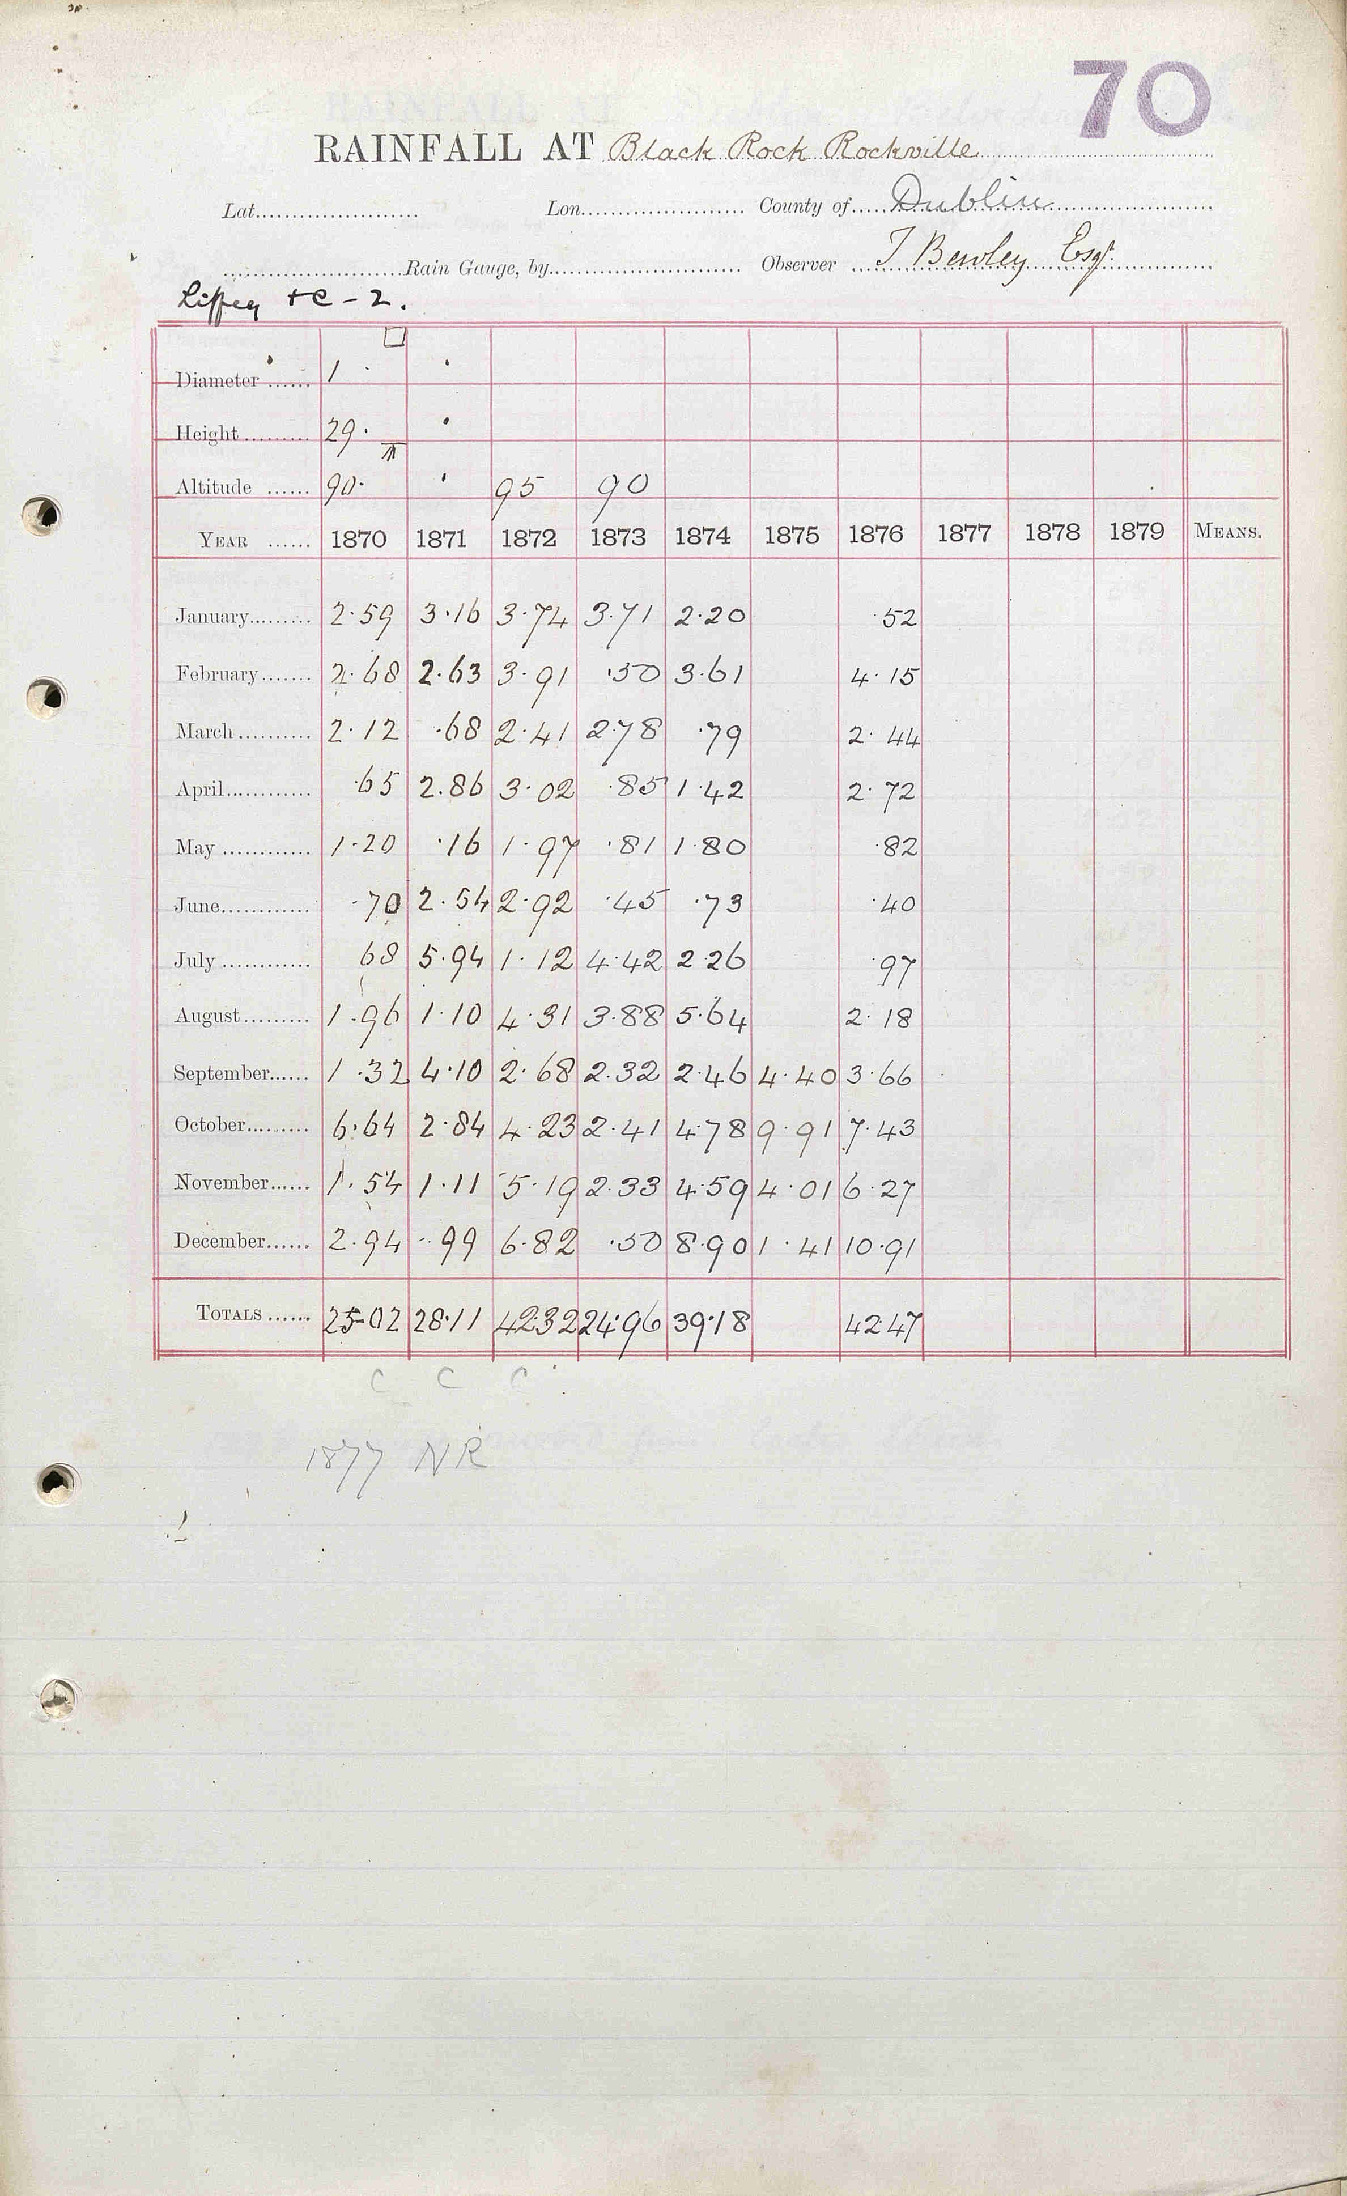 70
RAINFALL AT Black Rock Rockville
Lat. Lon. County of Dublin
Rain Gauge, by Observer T Bewley Esqr.
Liffey &c - 2.
Diameter 1
Height 29.
Altitude 90. 95 90
YEAR 1870 1871 1872 1873 1874 1875 1876 1877 1878 1879 MEANS.
January 2.59 3.16 3.74 3.71 2.20 .52
February 2.68 2.63 3.91 .50 3.61 4.15
March 2.12 .68 2.41 2.78 .79 2.44
April .65 2.86 3.02 .85 1.42 2.72
May 1.20 .16 1.97 .81 1.80 .82
June .70 2.54 2.92 .45 .73 .40
July 68 5.94 1.12 4.42 2.26 .97
August 1.96 1.10 4.31 3.88 5.64 2.18
September 1.32 4.10 2.68 2.32 2.46 4.40 3.66
October 6.64 2.84 4.23 2.41 4.78 9.91 7.43
November 1.54 1.11 5.19 2.33 4.59 4.01 6.27
December 2.94 .99 6.82 .50 8.90 1.41 10.91
TOTALS 25.02 28.11 42.32 24.96 39.18 42.47
C C C
1877 NR